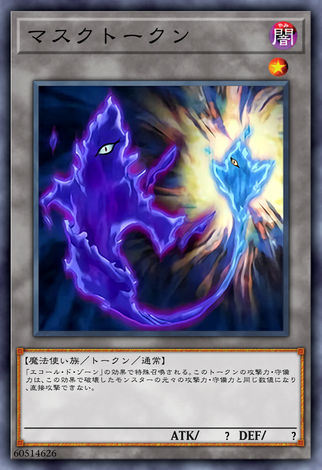 マスクトークン
やみ
闇
【魔法使い族／トークン／通常】
「エコール・ド・ゾーン」の効果で特殊召喚される。このトークンの攻撃力・守備
力は、この効果で破壊したモンスターの元々の攻撃力・守備力と同じ数値になり、
直接攻撃できない。
ATK/ ? DEF/ ?
60514626